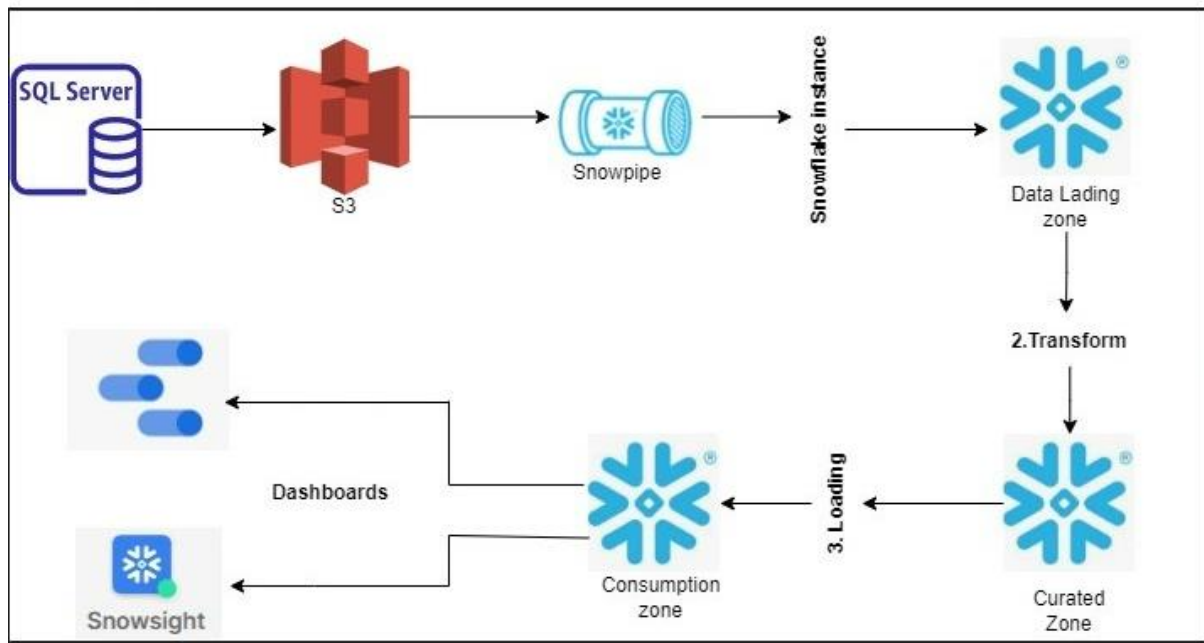 SQL Server
S3
Snowpipe
Snowflake instance
®
Data Lading
zone
2.Transform
®
Curated
Zone
3. Loading
®
Consumption
zone
Dashboards
Snowsight